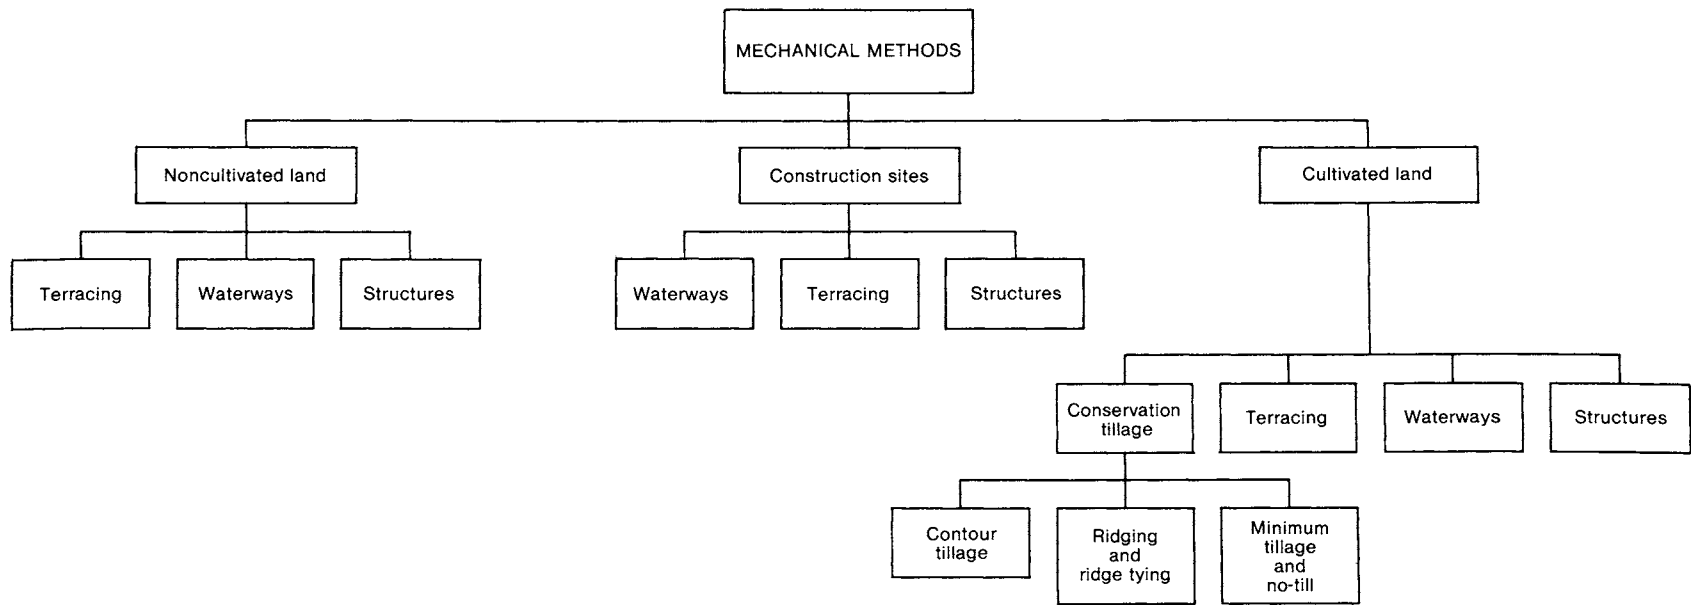 MECHANICAL METHODS
Noncultivated land
Construction sites
Cultivated land
Terracing
Waterways
Structures
Waterways
Terracing
Structures
Conservation
tillage
Terracing
Waterways
Structures
Contour
tillage
Ridging
and
ridge tying
Minimum
tillage
and
no-till